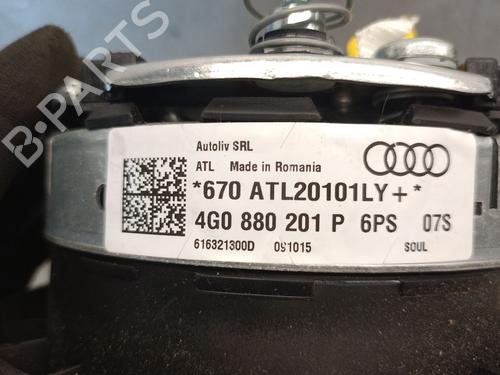 Autoliv SRL
ATL Made in Romania
*670 ATL20101LY+*
4G0 880 201 P 6PS 07S
616321300D 091015 SOUL
B-PARTS